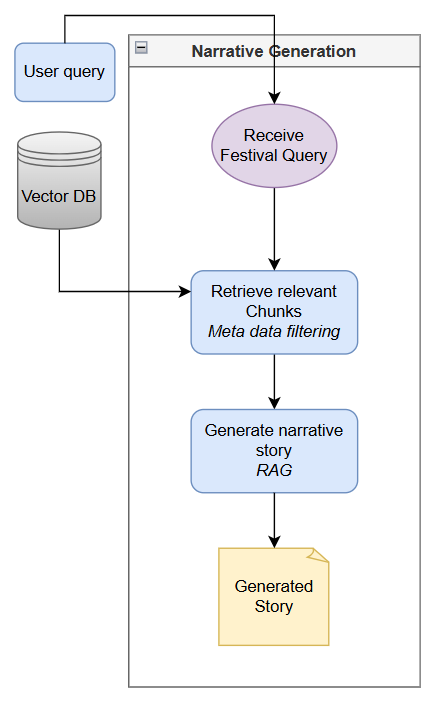 Narrative Generation
User query
Receive
Festival Query
Vector DB
Retrieve relevant
Chunks
Meta data filtering
Generate narrative
story
RAG
Generated
Story